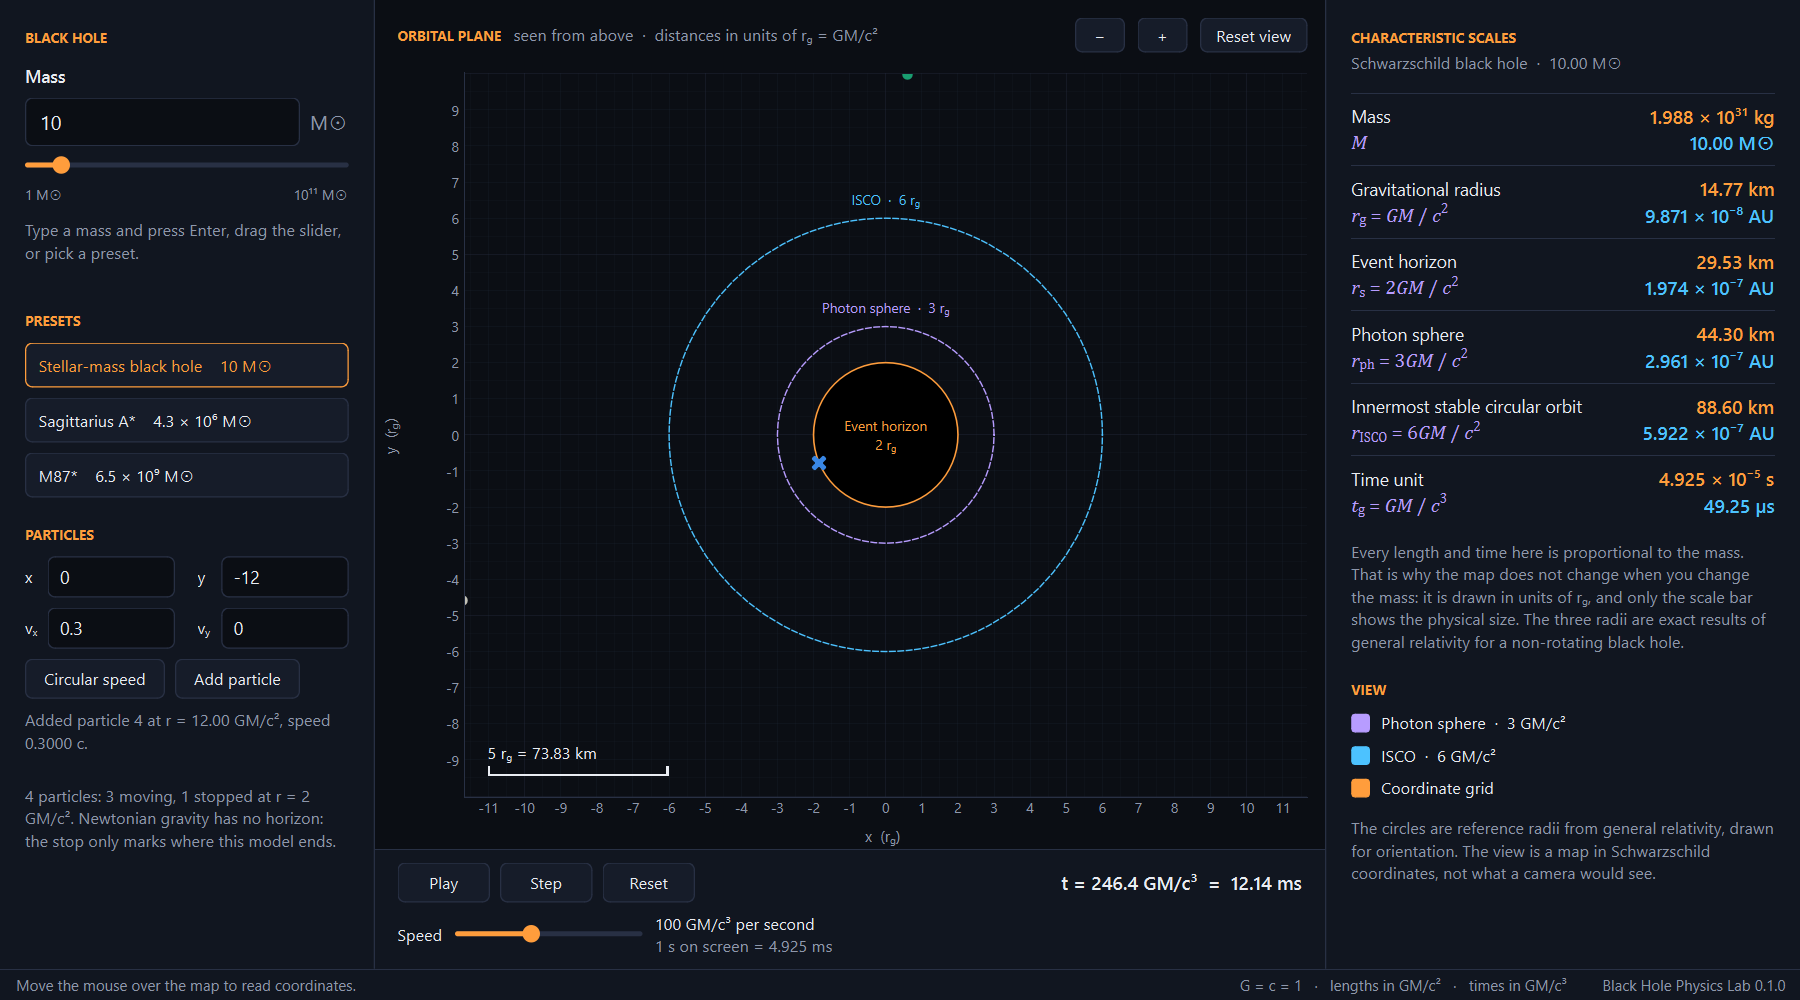 BLACK HOLE
Mass
10 M☉
1 M☉ 10¹¹ M☉
Type a mass and press Enter, drag the slider,
or pick a preset.
PRESETS
Stellar-mass black hole 10 M☉
Sagittarius A* 4.3 × 10⁶ M☉
M87* 6.5 × 10⁹ M☉
PARTICLES
x 0 y -12
vₓ 0.3 vᵧ 0
Circular speed Add particle
Added particle 4 at r = 12.00 GM/c², speed
0.3000 c.
4 particles: 3 moving, 1 stopped at r = 2
GM/c². Newtonian gravity has no horizon:
the stop only marks where this model ends.
ORBITAL PLANE seen from above · distances in units of r_g = GM/c²
− + Reset view
9
8
7
6
5
4
3
2
1
0
-1
-2
-3
-4
-5
-6
-7
-8
-9
y (r_g)
ISCO · 6 r_g
Photon sphere · 3 r_g
Event horizon
2 r_g
5 r_g = 73.83 km
-11 -10 -9 -8 -7 -6 -5 -4 -3 -2 -1 0 1 2 3 4 5 6 7 8 9 10 11
x (r_g)
Play Step Reset
t = 246.4 GM/c³ = 12.14 ms
Speed
100 GM/c³ per second
1 s on screen = 4.925 ms
CHARACTERISTIC SCALES
Schwarzschild black hole · 10.00 M☉
Mass 1.988 × 10³¹ kg
M 10.00 M☉
Gravitational radius 14.77 km
r_g = GM / c² 9.871 × 10⁻⁸ AU
Event horizon 29.53 km
r_s = 2GM / c² 1.974 × 10⁻⁷ AU
Photon sphere 44.30 km
r_ph = 3GM / c² 2.961 × 10⁻⁷ AU
Innermost stable circular orbit 88.60 km
r_ISCO = 6GM / c² 5.922 × 10⁻⁷ AU
Time unit 4.925 × 10⁻⁵ s
t_g = GM / c³ 49.25 µs
Every length and time here is proportional to the mass.
That is why the map does not change when you change
the mass: it is drawn in units of r_g, and only the scale bar
shows the physical size. The three radii are exact results of
general relativity for a non-rotating black hole.
VIEW
Photon sphere · 3 GM/c²
ISCO · 6 GM/c²
Coordinate grid
The circles are reference radii from general relativity, drawn
for orientation. The view is a map in Schwarzschild
coordinates, not what a camera would see.
Move the mouse over the map to read coordinates.
G = c = 1 · lengths in GM/c² · times in GM/c³ Black Hole Physics Lab 0.1.0